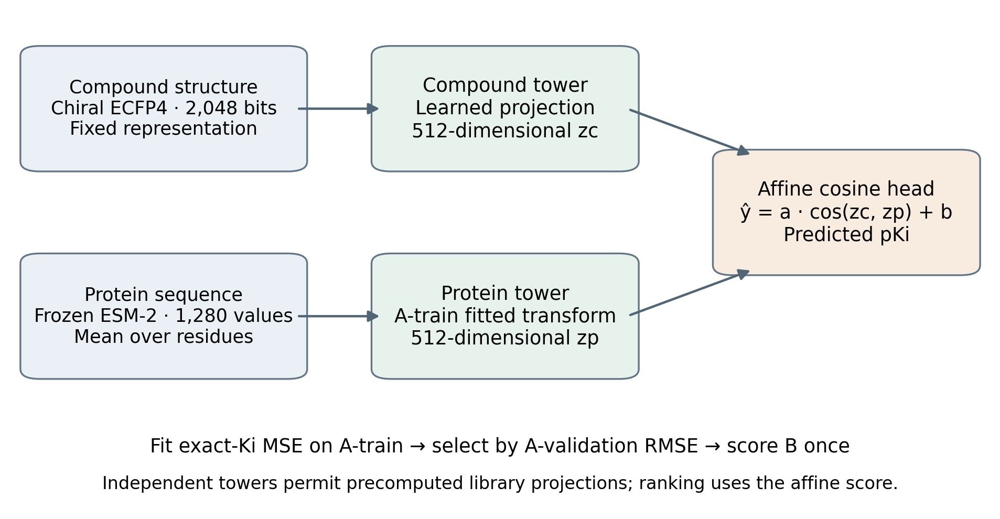 Compound structure
Chiral ECFP4 · 2,048 bits
Fixed representation
Compound tower
Learned projection
512-dimensional zc
Affine cosine head
ŷ = a · cos(zc, zp) + b
Predicted pKi
Protein sequence
Frozen ESM-2 · 1,280 values
Mean over residues
Protein tower
A-train fitted transform
512-dimensional zp
Fit exact-Ki MSE on A-train → select by A-validation RMSE → score B once
Independent towers permit precomputed library projections; ranking uses the affine score.